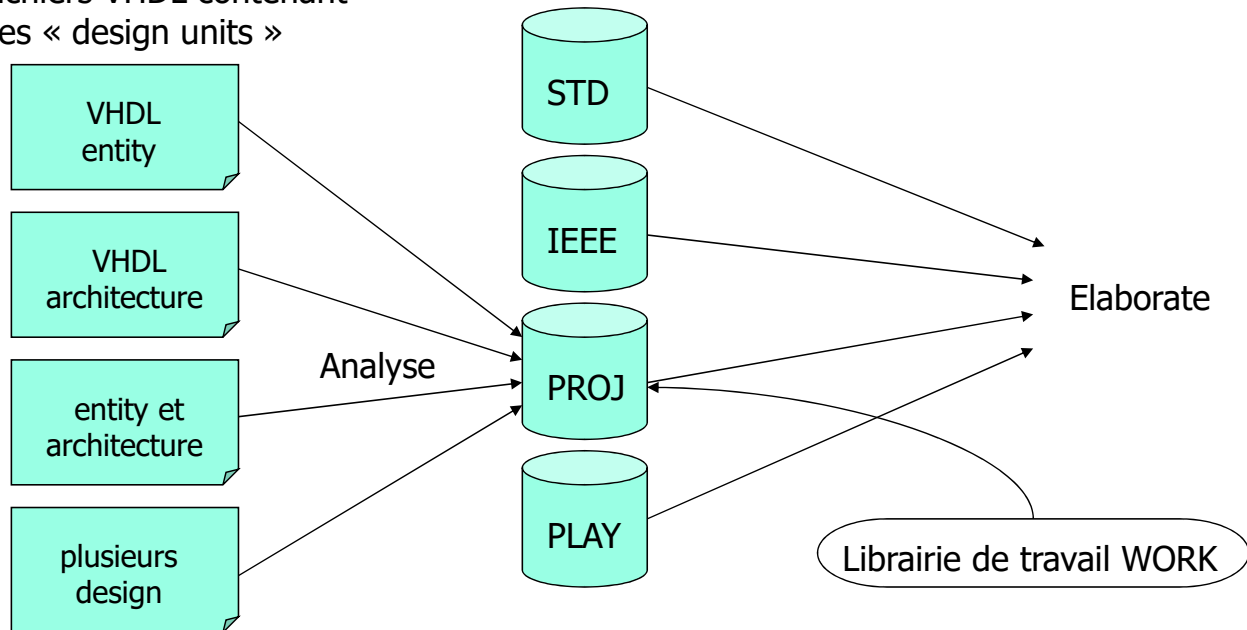 es « design units »
VHDL
entity
VHDL
architecture
entity et
architecture
plusieurs
design
Analyse
STD
IEEE
PROJ
PLAY
Elaborate
Librairie de travail WORK